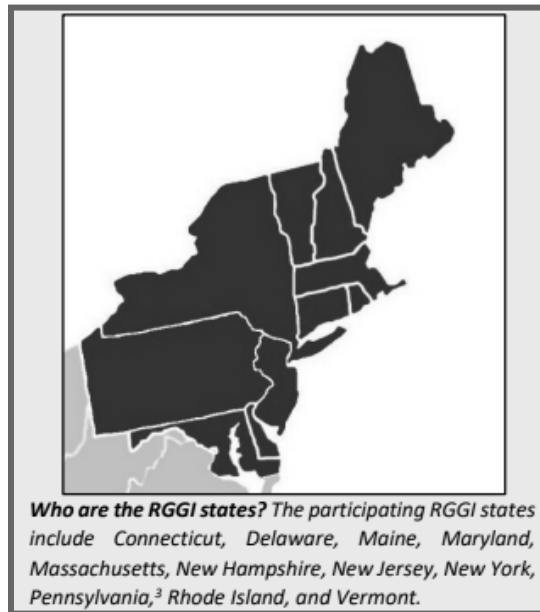 Who are the RGGI states? The participating RGGI states
include Connecticut, Delaware, Maine, Maryland,
Massachusetts, New Hampshire, New Jersey, New York,
Pennsylvania,³ Rhode Island, and Vermont.